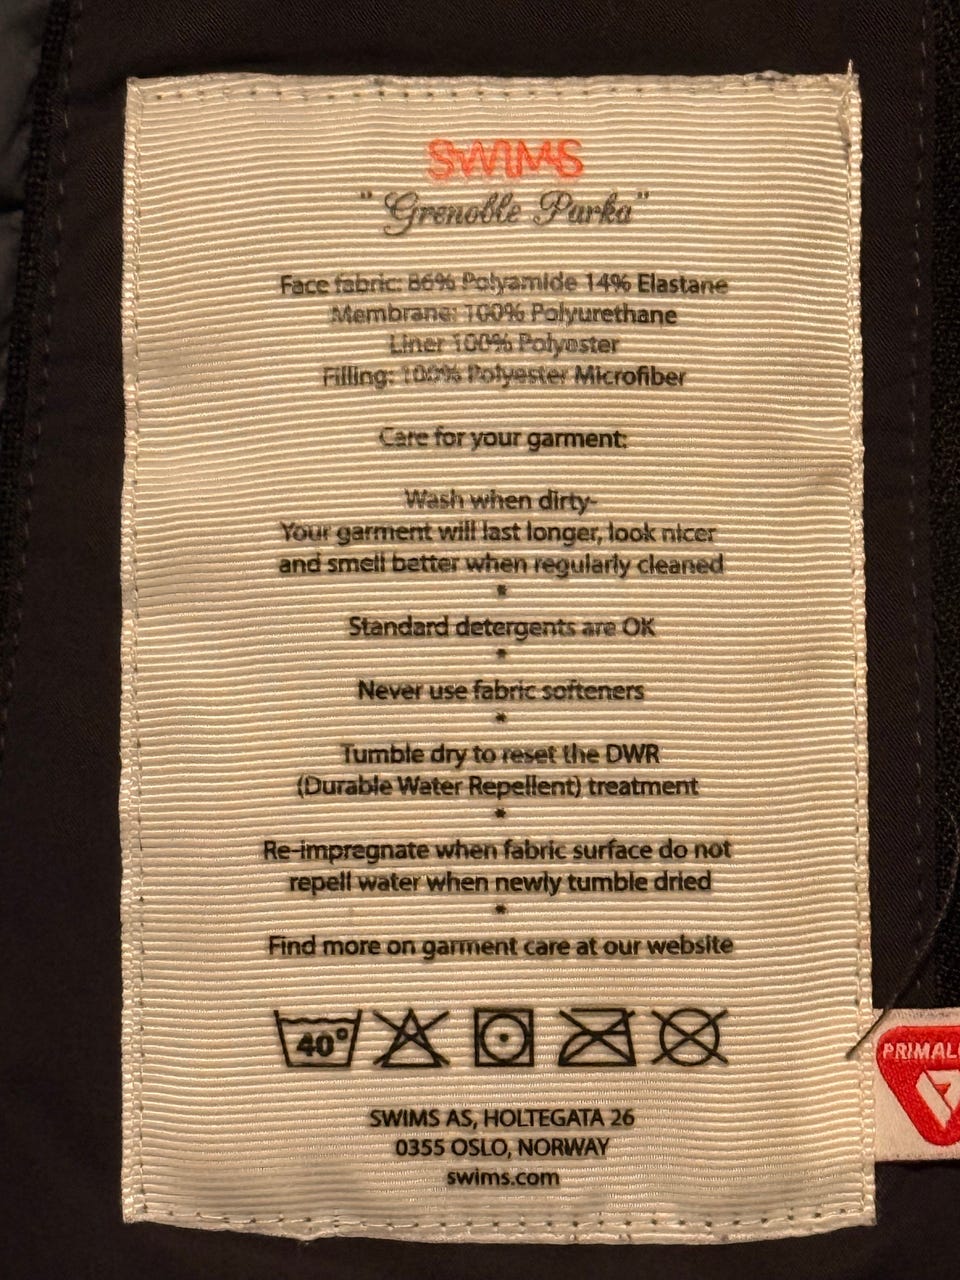 SWIMS
"Grenoble Parka"
Face fabric: 86% Polyamide 14% Elastane
Membrane: 100% Polyurethane
Liner 100% Polyester
Filling: 100% Polyester Microfiber
Care for your garment:
Wash when dirty-
Your garment will last longer, look nicer
and smell better when regularly cleaned
*
Standard detergents are OK
*
Never use fabric softeners
*
Tumble dry to reset the DWR
(Durable Water Repellent) treatment
*
Re-impregnate when fabric surface do not
repell water when newly tumble dried
*
Find more on garment care at our website
40°
SWIMS AS, HOLTEGATA 26
0355 OSLO, NORWAY
swims.com
PRIMAL